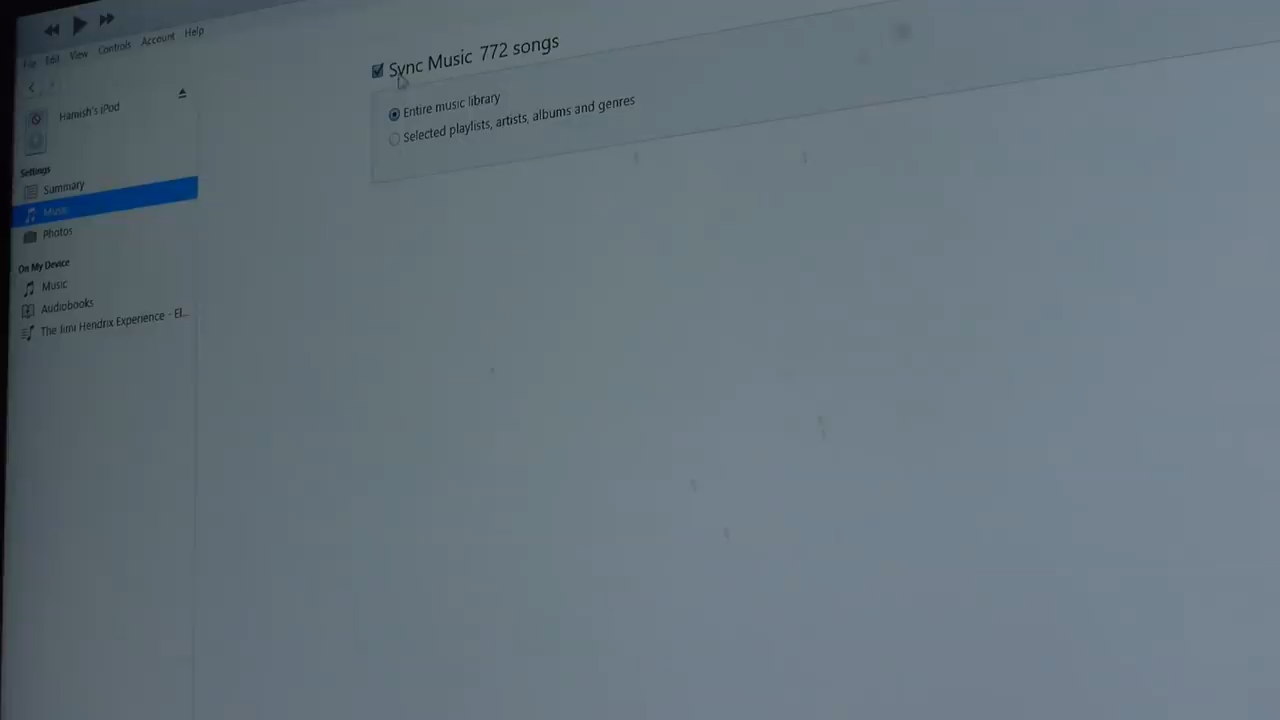 File Edit View Controls Account Help
Hamish's iPod
Settings
Summary
Music
Photos
On My Device
Music
Audiobooks
The Jimi Hendrix Experience - El...
Sync Music 772 songs
Entire music library
Selected playlists, artists, albums and genres